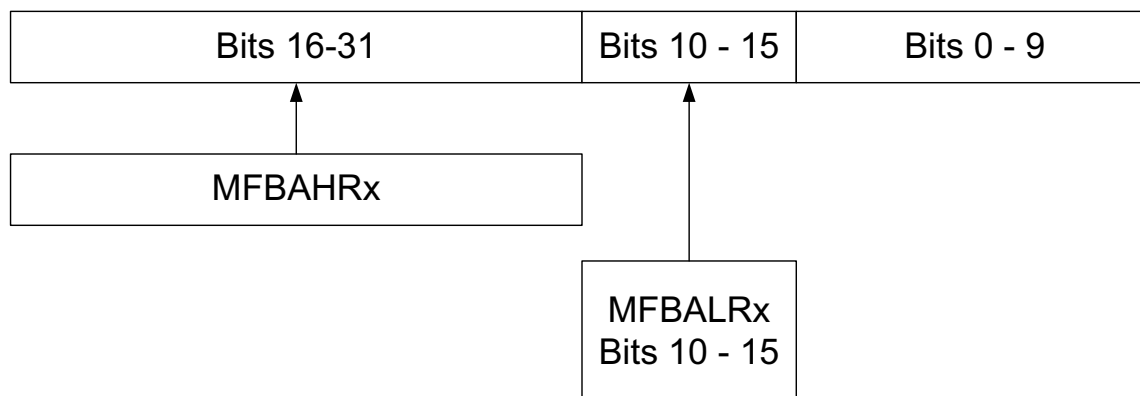 Bits 16-31
Bits 10 - 15
Bits 0 - 9
MFBAHRx
MFBALRx
Bits 10 - 15